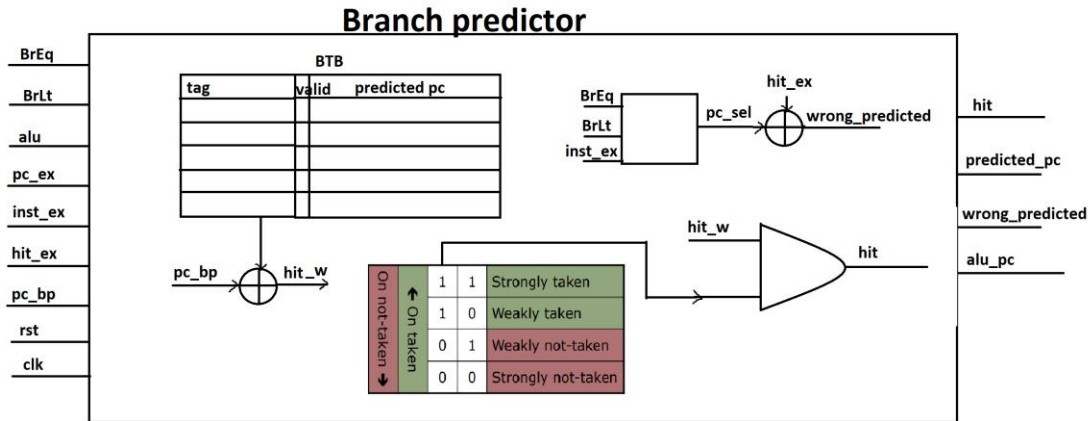 Branch predictor
BrEq
BrLt
alu
pc_ex
inst_ex
hit_ex
pc_bp
rst
clk
BTB
tag valid predicted pc
pc_bp
hit_w
On not-taken
On taken
1 1 Strongly taken
1 0 Weakly taken
0 1 Weakly not-taken
0 0 Strongly not-taken
BrEq
BrLt
inst_ex
pc_sel
hit_ex
wrong_predicted
hit_w
hit
hit
predicted_pc
wrong_predicted
alu_pc